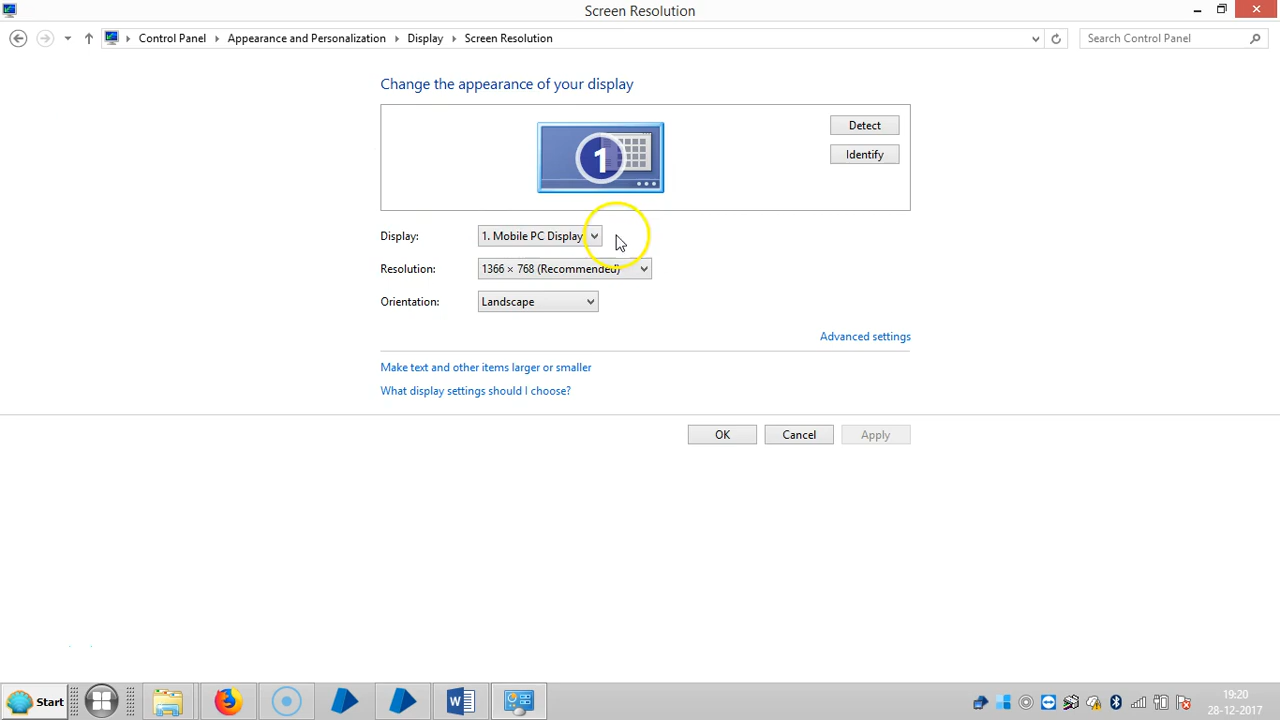 Screen Resolution
Control Panel Appearance and Personalization Display Screen Resolution
Search Control Panel
Change the appearance of your display
1
Detect
Identify
Display: 1. Mobile PC Display
Resolution: 1366 × 768 (Recommended)
Orientation: Landscape
Advanced settings
Make text and other items larger or smaller
What display settings should I choose?
OK Cancel Apply
Start
19:20
28-12-2017